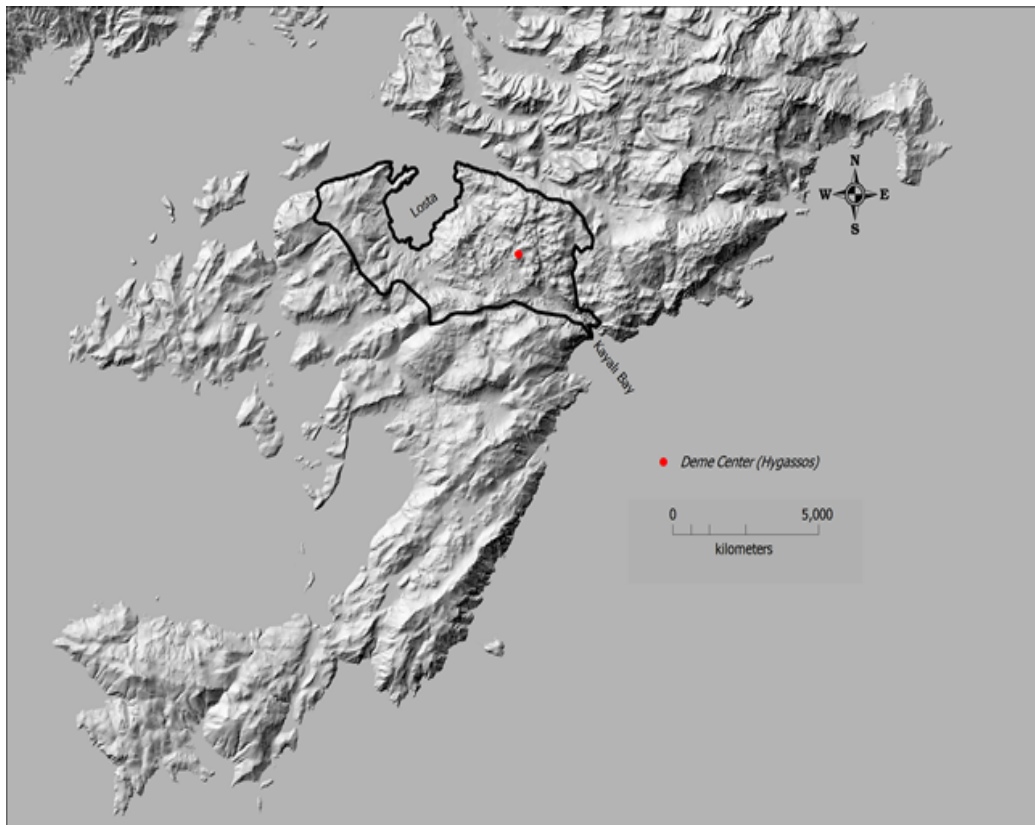 N
W E
S
Losta
Kayalı Bay
Deme Center (Hygassos)
0 5,000
kilometers